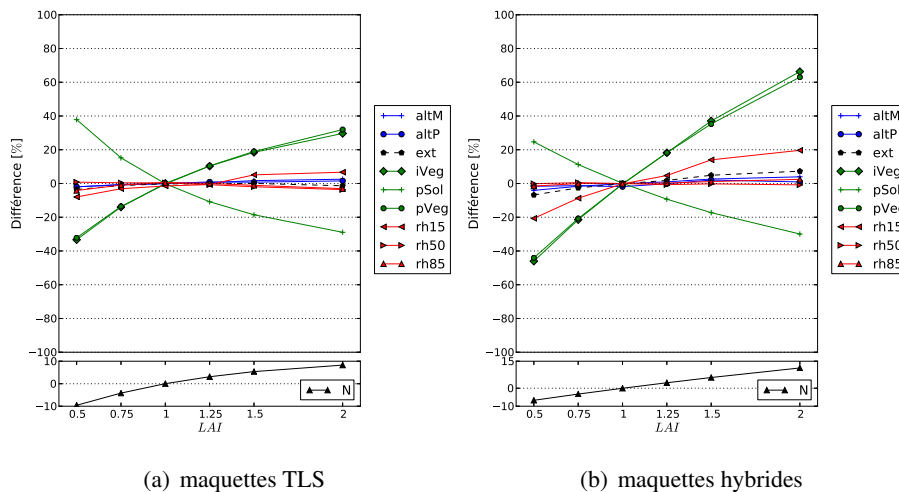 100
80
60
40
20
0
−20
−40
−60
−80
−100
Différence [%]
altM
altP
ext
iVeg
pSol
pVeg
rh15
rh50
rh85
10
0
−10
N
0.5 0.75 1 1.25 1.5 2
LAI
(a) maquettes TLS
100
80
60
40
20
0
−20
−40
−60
−80
−100
Différence [%]
altM
altP
ext
iVeg
pSol
pVeg
rh15
rh50
rh85
15
0
−10
N
0.5 0.75 1 1.25 1.5 2
LAI
(b) maquettes hybrides